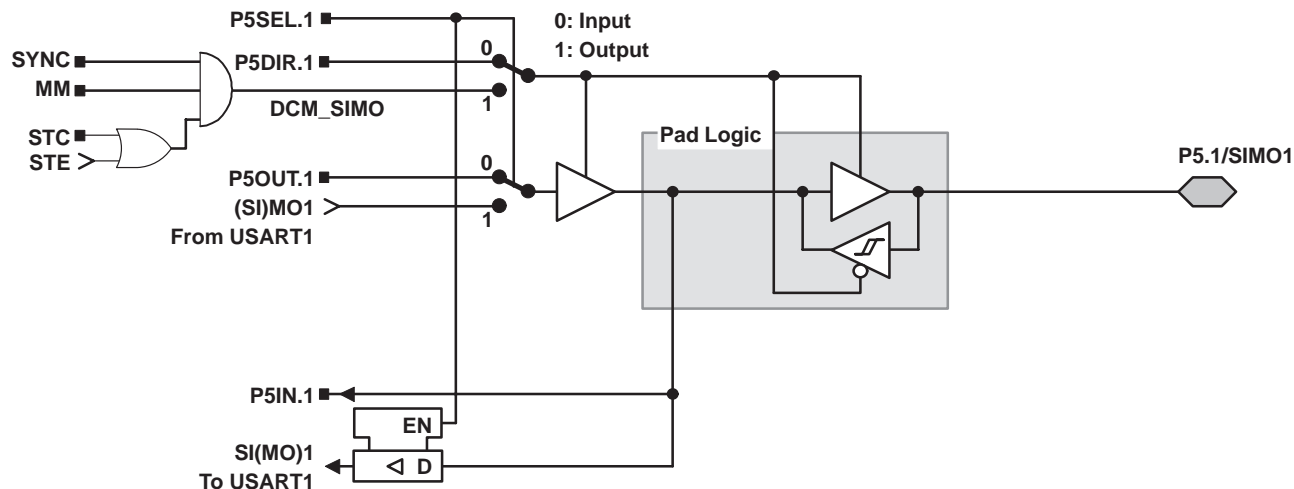 P5SEL.1
0: Input
1: Output
SYNC
MM
STC
STE
P5DIR.1
0
1
DCM_SIMO
Pad Logic
P5.1/SIMO1
P5OUT.1
0
(SI)MO1
1
From USART1
P5IN.1
EN
SI(MO)1
D
To USART1